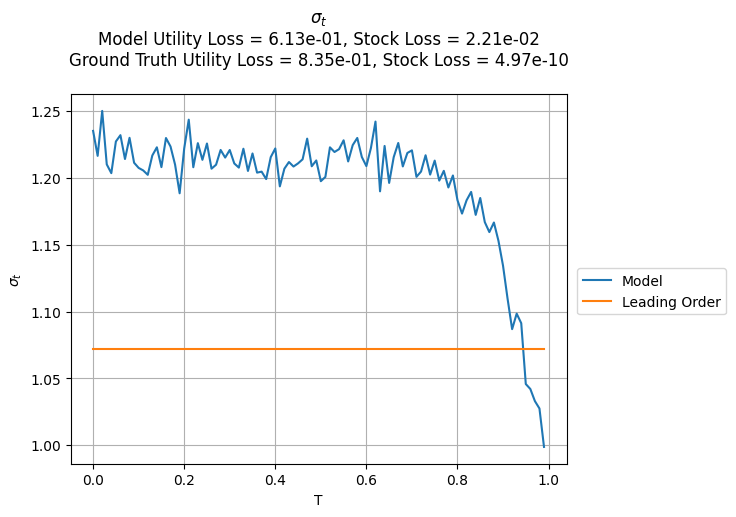 σₜ
Model Utility Loss = 6.13e-01, Stock Loss = 2.21e-02
Ground Truth Utility Loss = 8.35e-01, Stock Loss = 4.97e-10
1.25
1.20
1.15
1.10
1.05
1.00
σₜ
0.0 0.2 0.4 0.6 0.8 1.0
T
Model
Leading Order